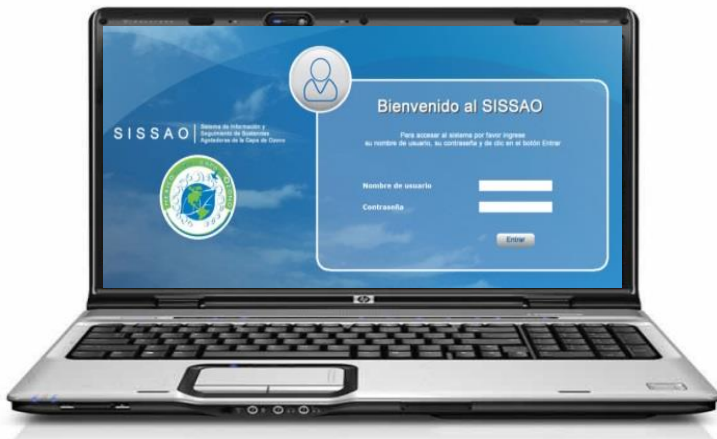 Bienvenido al SISSAO
SISSAO
Sistema de Información y
Seguimiento de Sustancias
Agotadoras de la Capa de Ozono
Para accesar al sistema por favor ingrese
su nombre de usuario, su contraseña y de clic en el botón Entrar
Nombre de usuario
Contraseña
Entrar
hp